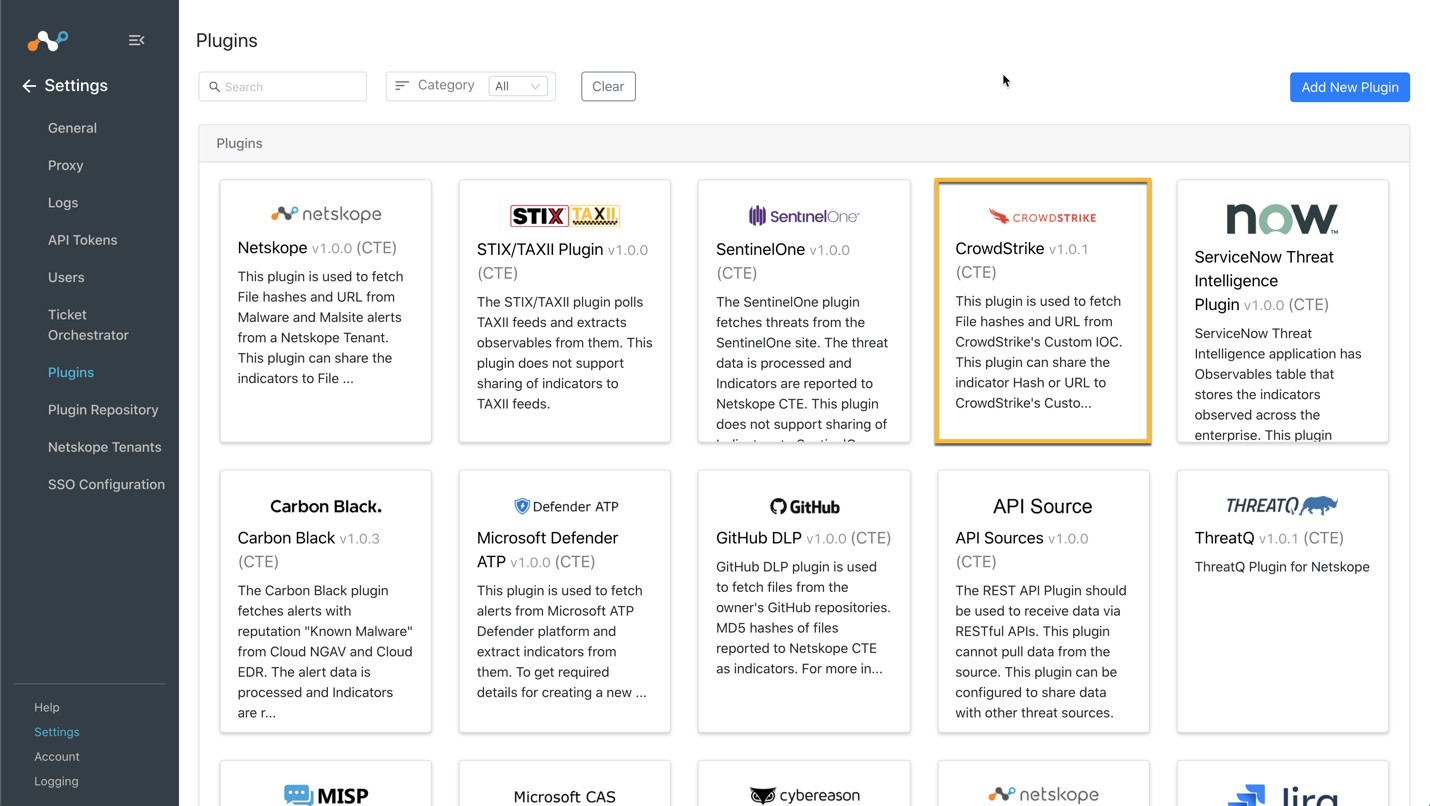 Settings
General
Proxy
Logs
API Tokens
Users
Ticket
Orchestrator
Plugins
Plugin Repository
Netskope Tenants
SSO Configuration
Help
Settings
Account
Logging
Plugins
Search
Category
All
Clear
Add New Plugin
Plugins
netskope
Netskope v1.0.0 (CTE)
This plugin is used to fetch
File hashes and URL from
Malware and Malsite alerts
from a Netskope Tenant.
This plugin can share the
indicators to File ...
STIX TAXII
STIX/TAXII Plugin v1.0.0
(CTE)
The STIX/TAXII plugin polls
TAXII feeds and extracts
observables from them. This
plugin does not support
sharing of indicators to
TAXII feeds.
SentinelOne
SentinelOne v1.0.0
(CTE)
The SentinelOne plugin
fetches threats from the
SentinelOne site. The threat
data is processed and
Indicators are reported to
Netskope CTE. This plugin
does not support sharing of
CROWDSTRIKE
CrowdStrike v1.0.1
(CTE)
This plugin is used to fetch
File hashes and URL from
CrowdStrike's Custom IOC.
This plugin can share the
indicator Hash or URL to
CrowdStrike's Custo...
now™
ServiceNow Threat
Intelligence
Plugin v1.0.0 (CTE)
ServiceNow Threat
Intelligence application has
Observables table that
stores the indicators
observed across the
enterprise. This plugin
Carbon Black.
Carbon Black v1.0.3
(CTE)
The Carbon Black plugin
fetches alerts with
reputation "Known Malware"
from Cloud NGAV and Cloud
EDR. The alert data is
processed and Indicators
are r...
Defender ATP
Microsoft Defender
ATP v1.0.0 (CTE)
This plugin is used to fetch
alerts from Microsoft ATP
Defender platform and
extract indicators from
them. To get required
details for creating a new ...
GitHub
GitHub DLP v1.0.0 (CTE)
GitHub DLP plugin is used
to fetch files from the
owner's GitHub repositories.
MD5 hashes of files
reported to Netskope CTE
as indicators. For more in...
API Source
API Sources v1.0.0
(CTE)
The REST API Plugin should
be used to receive data via
RESTful APIs. This plugin
cannot pull data from the
source. This plugin can be
configured to share data
with other threat sources.
THREATQ
ThreatQ v1.0.1 (CTE)
ThreatQ Plugin for Netskope
MISP
Microsoft CAS
cybereason
netskope
Jira